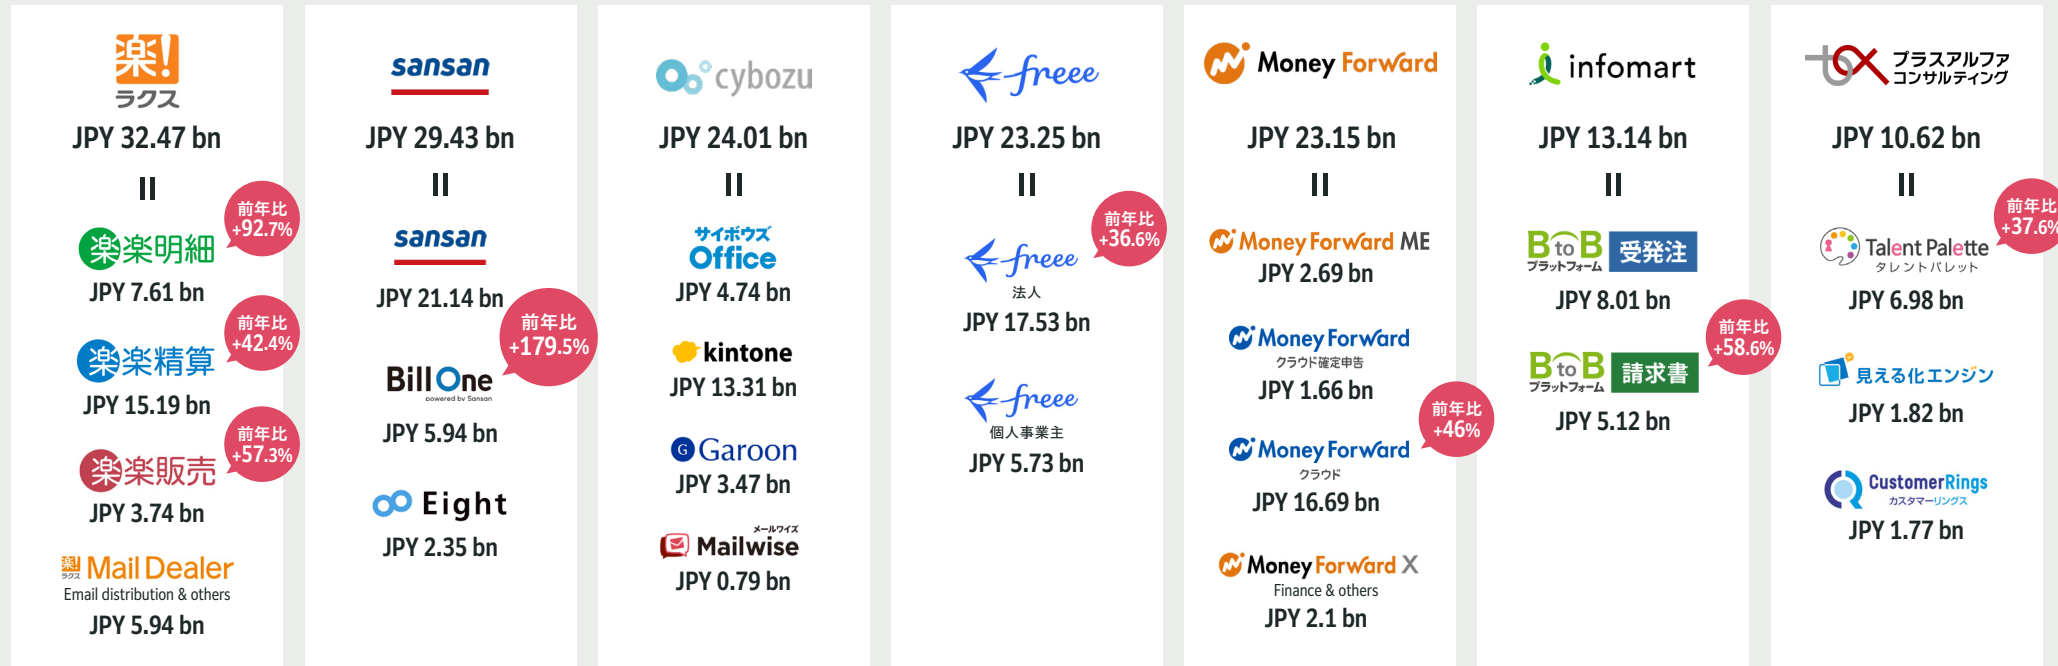 楽!
ラクス
JPY 32.47 bn
前年比
+92.7%
楽楽明細
JPY 7.61 bn
前年比
+42.4%
楽楽精算
JPY 15.19 bn
前年比
+57.3%
楽楽販売
JPY 3.74 bn
楽!
ラクス
Mail Dealer
Email distribution & others
JPY 5.94 bn
sansan
JPY 29.43 bn
sansan
JPY 21.14 bn
前年比
+179.5%
Bill One
powered by Sansan
JPY 5.94 bn
Eight
JPY 2.35 bn
cybozu
JPY 24.01 bn
サイボウズ
Office
JPY 4.74 bn
kintone
JPY 13.31 bn
G Garoon
JPY 3.47 bn
メールワイズ
Mailwise
JPY 0.79 bn
freee
JPY 23.25 bn
前年比
+36.6%
freee
法人
JPY 17.53 bn
freee
個人事業主
JPY 5.73 bn
Money Forward
JPY 23.15 bn
Money Forward ME
JPY 2.69 bn
Money Forward
クラウド確定申告
JPY 1.66 bn
前年比
+46%
Money Forward
クラウド
JPY 16.69 bn
Money Forward X
Finance & others
JPY 2.1 bn
infomart
JPY 13.14 bn
BtoB
プラットフォーム
受発注
JPY 8.01 bn
前年比
+58.6%
BtoB
プラットフォーム
請求書
JPY 5.12 bn
プラスアルファ
コンサルティング
JPY 10.62 bn
前年比
+37.6%
Talent Palette
タレントパレット
JPY 6.98 bn
見える化エンジン
JPY 1.82 bn
CustomerRings
カスタマーリングス
JPY 1.77 bn